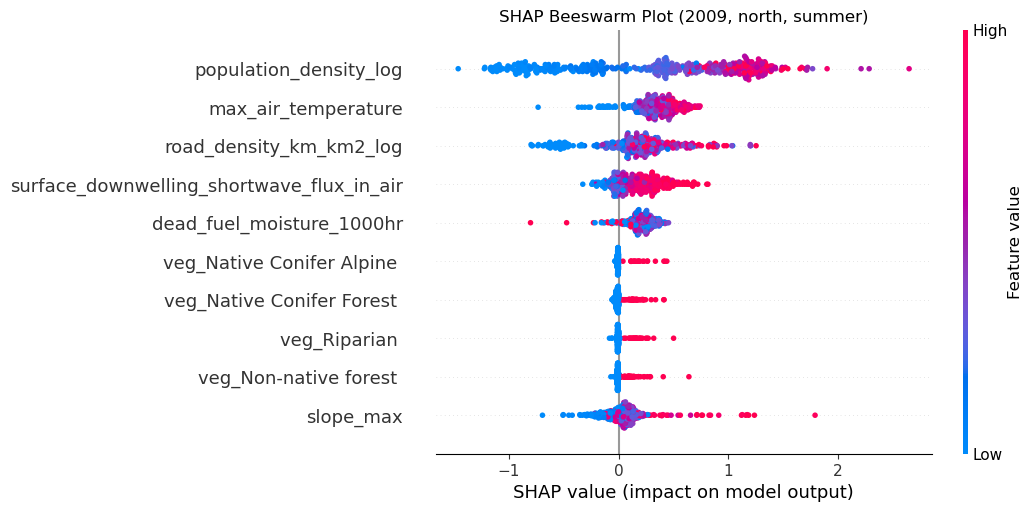 SHAP Beeswarm Plot (2009, north, summer)
High
population_density_log
max_air_temperature
road_density_km_km2_log
surface_downwelling_shortwave_flux_in_air
dead_fuel_moisture_1000hr
veg_Native Conifer Alpine
veg_Native Conifer Forest
veg_Riparian
veg_Non-native forest
slope_max
Feature value
Low
−1 0 1 2
SHAP value (impact on model output)